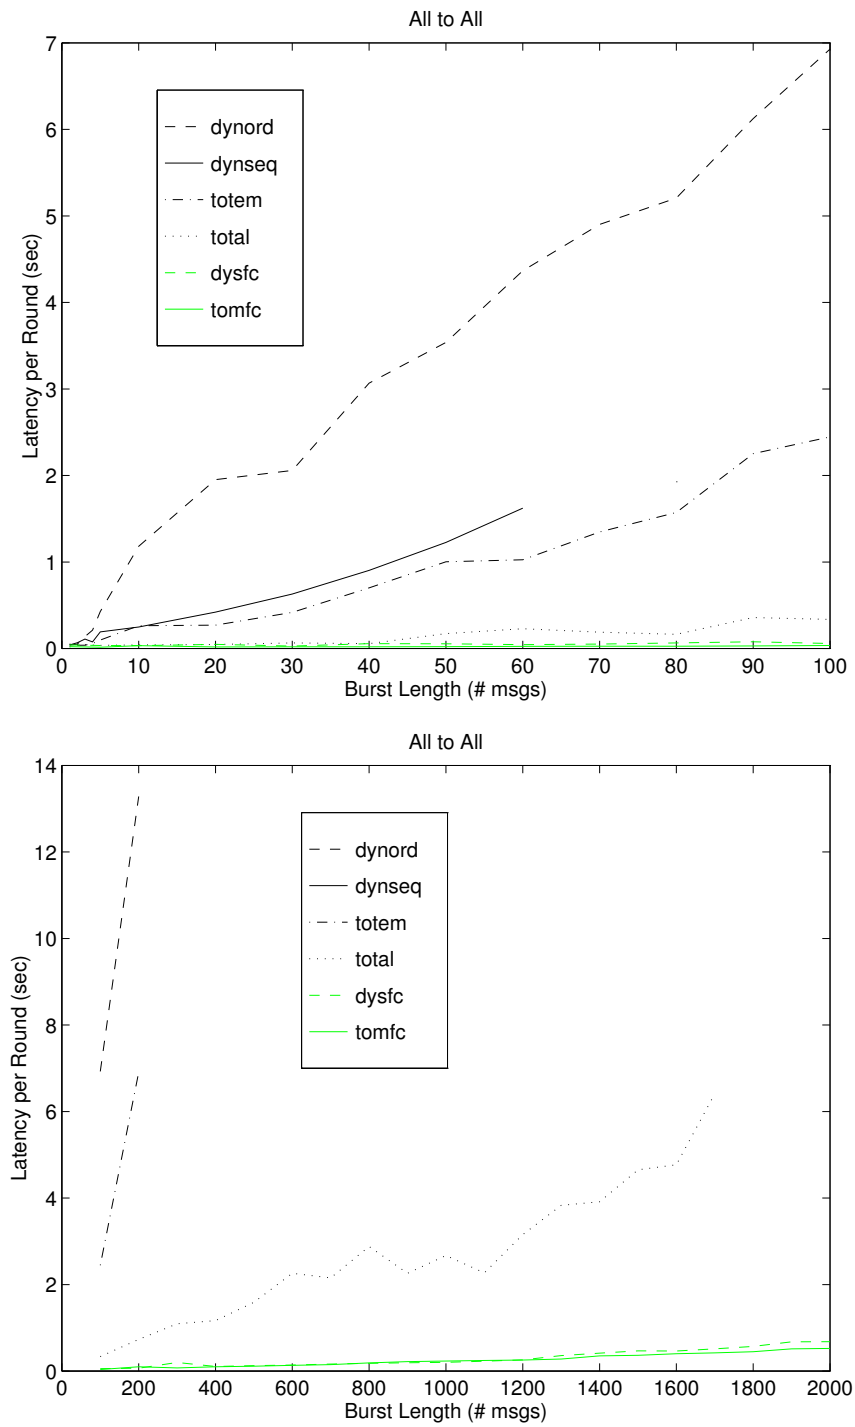 All to All
7
6
5
4
3
2
1
0
Latency per Round (sec)
dynord
dynseq
totem
total
dysfc
tomfc
0 10 20 30 40 50 60 70 80 90 100
Burst Length (# msgs)
All to All
14
12
10
8
6
4
2
0
Latency per Round (sec)
dynord
dynseq
totem
total
dysfc
tomfc
0 200 400 600 800 1000 1200 1400 1600 1800 2000
Burst Length (# msgs)